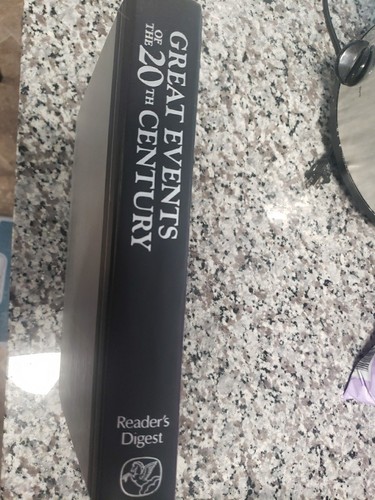 GREAT EVENTS
OF
THE 20TH CENTURY
Reader's
Digest